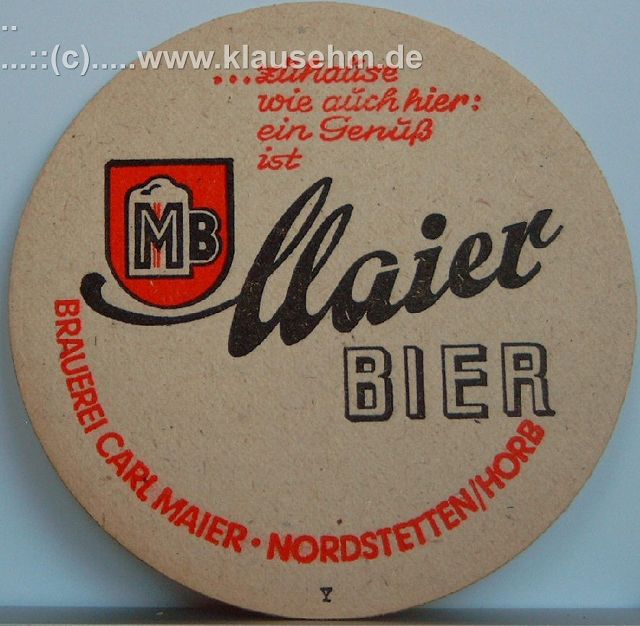 ...::(c).....www.klausehm.de
...zuhause
wie auch hier:
ein Genuß
ist
MB
Maier
BIER
BRAUEREI CARL MAIER · NORDSTETTEN/HORB